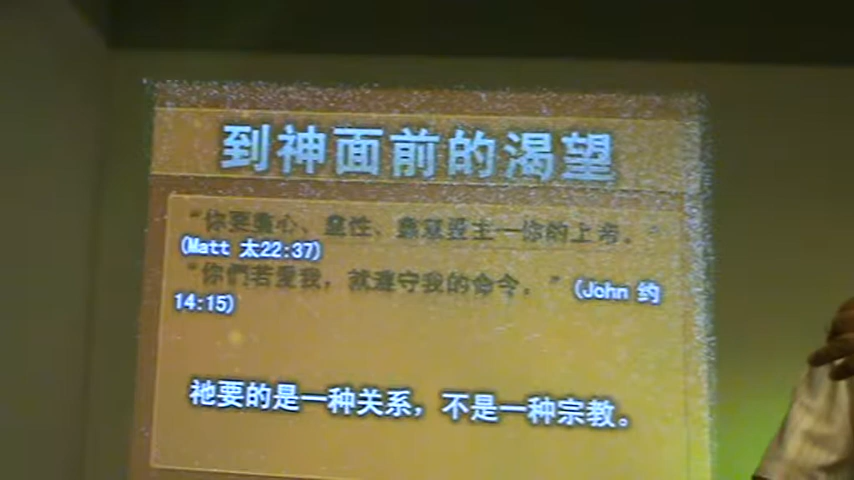 到神面前的渴望
“你要盡心、盡性、盡意愛主—你的上帝。”
(Matt 太22:37)
“你們若愛我，就遵守我的命令。”(John 约
14:15)
祂要的是一种关系，不是一种宗教。